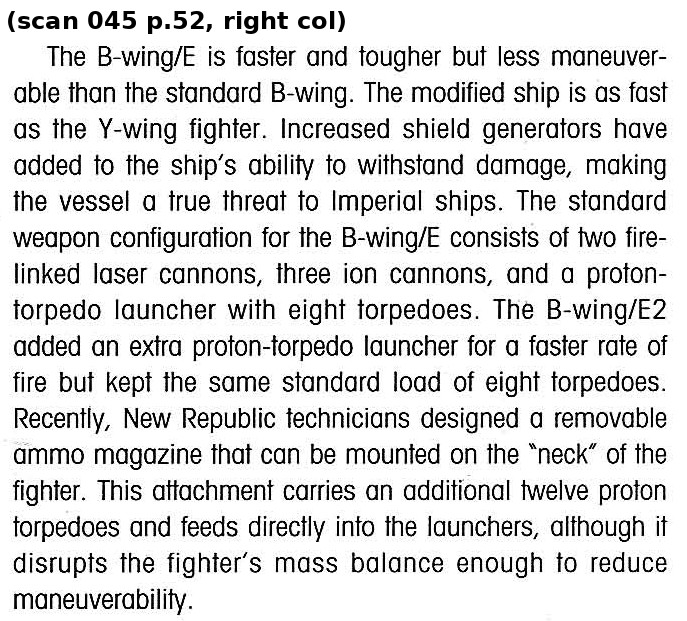 (scan 045 p.52, right col)
The B-wing/E is faster and tougher but less maneuver-
able than the standard B-wing. The modified ship is as fast
as the Y-wing fighter. Increased shield generators have
added to the ship's ability to withstand damage, making
the vessel a true threat to Imperial ships. The standard
weapon configuration for the B-wing/E consists of two fire-
linked laser cannons, three ion cannons, and a proton-
torpedo launcher with eight torpedoes. The B-wing/E2
added an extra proton-torpedo launcher for a faster rate of
fire but kept the same standard load of eight torpedoes.
Recently, New Republic technicians designed a removable
ammo magazine that can be mounted on the "neck" of the
fighter. This attachment carries an additional twelve proton
torpedoes and feeds directly into the launchers, although it
disrupts the fighter's mass balance enough to reduce
maneuverability.